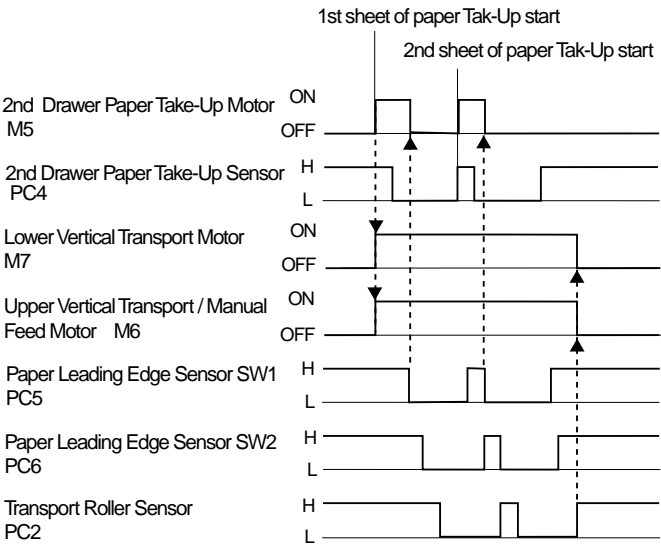 1st sheet of paper Tak-Up start
2nd sheet of paper Tak-Up start
2nd Drawer Paper Take-Up Motor
M5
ON
OFF
2nd Drawer Paper Take-Up Sensor
PC4
H
L
Lower Vertical Transport Motor
M7
ON
OFF
Upper Vertical Transport / Manual
Feed Motor M6
ON
OFF
Paper Leading Edge Sensor SW1
PC5
H
L
Paper Leading Edge Sensor SW2
PC6
H
L
Transport Roller Sensor
PC2
H
L